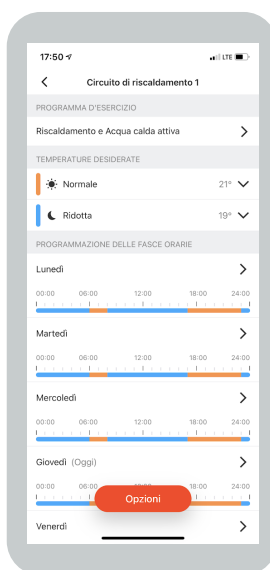 17:50 LTE
Circuito di riscaldamento 1
PROGRAMMA D'ESERCIZIO
Riscaldamento e Acqua calda attiva
TEMPERATURE DESIDERATE
Normale 21°
Ridotta 19°
PROGRAMMAZIONE DELLE FASCE ORARIE
Lunedì
00:00 06:00 12:00 18:00 24:00
Martedì
00:00 06:00 12:00 18:00 24:00
Mercoledì
00:00 06:00 12:00 18:00 24:00
Giovedì (Oggi)
00:00 06:00 18:00 24:00
Opzioni
Venerdì